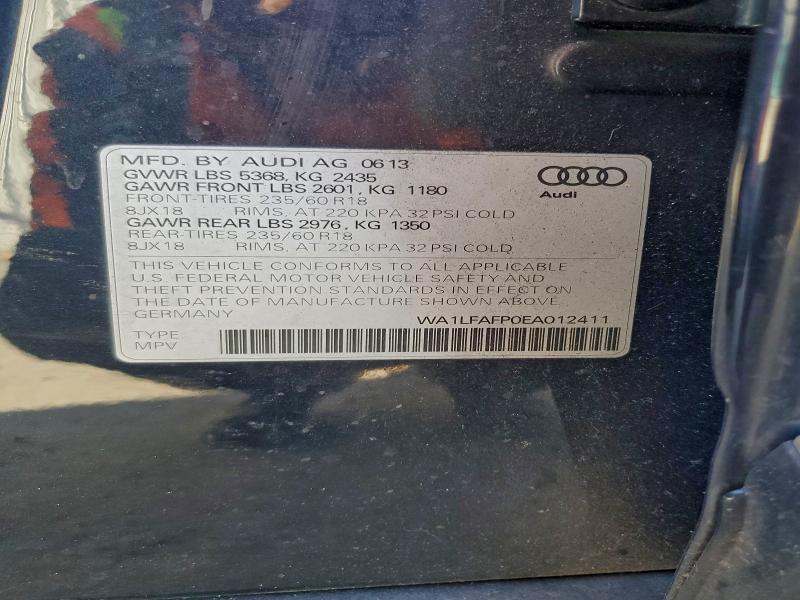 MFD. BY AUDI AG 06 13
GVWR LBS 5368, KG 2435
GAWR FRONT LBS 2601, KG 1180
FRONT-TIRES 235/60 R18
8JX18 RIMS, AT 220 KPA 32 PSI COLD
GAWR REAR LBS 2976, KG 1350
REAR-TIRES 235/60 R18
8JX18 RIMS, AT 220 KPA 32 PSI COLD
Audi
THIS VEHICLE CONFORMS TO ALL APPLICABLE
U.S. FEDERAL MOTOR VEHICLE SAFETY AND
THEFT PREVENTION STANDARDS IN EFFECT ON
THE DATE OF MANUFACTURE SHOWN ABOVE.
GERMANY WA1LFAFP0EA012411
TYPE:
MPV